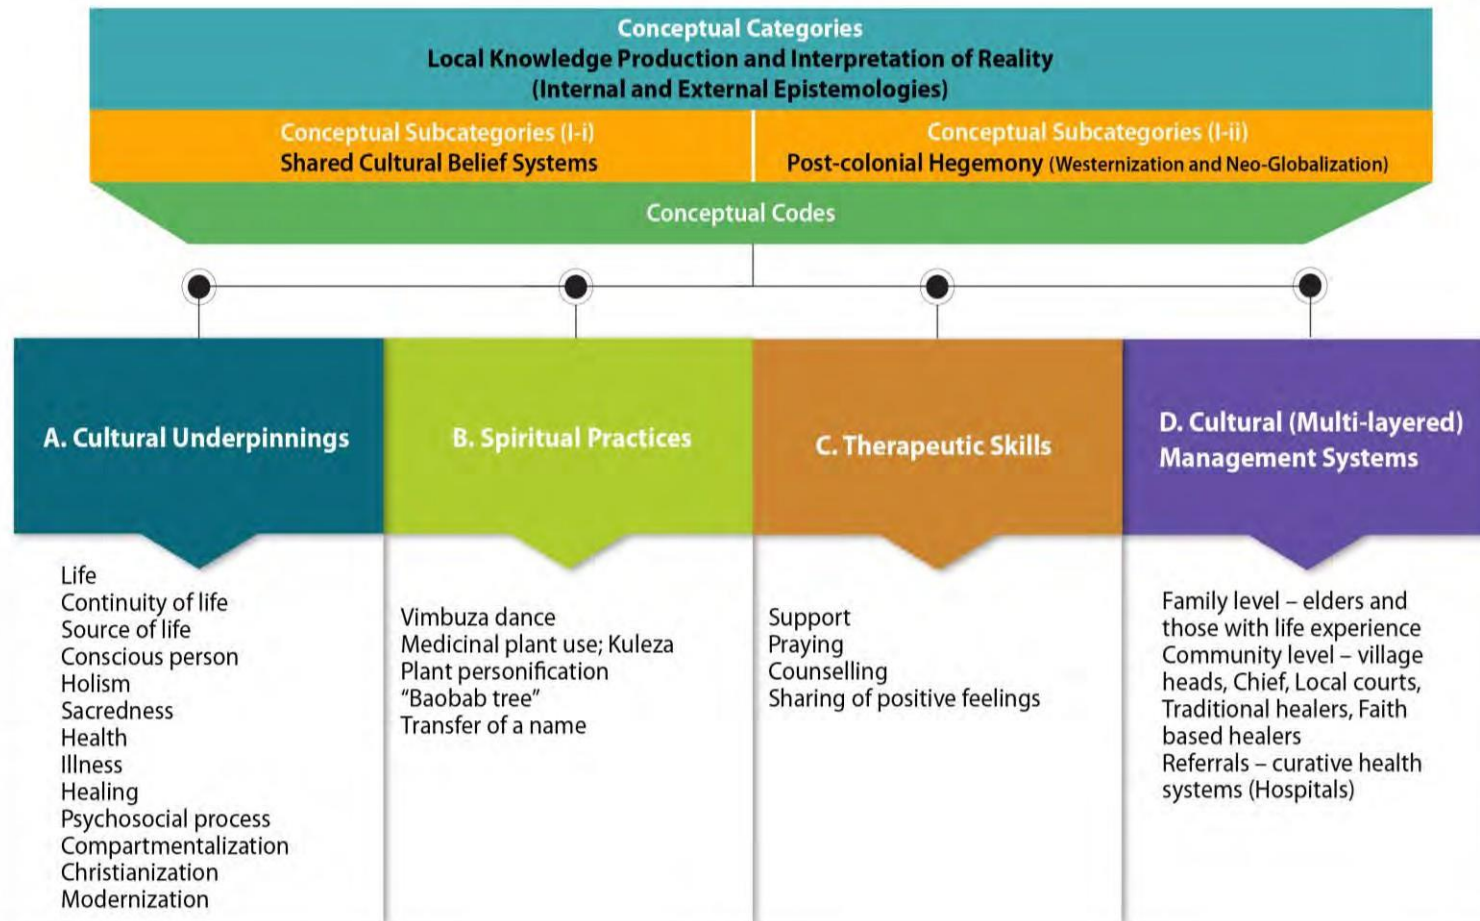 Conceptual Categories
Local Knowledge Production and Interpretation of Reality
(Internal and External Epistemologies)
Conceptual Subcategories (I-i)
Shared Cultural Belief Systems
Conceptual Subcategories (I-ii)
Post-colonial Hegemony (Westernization and Neo-Globalization)
Conceptual Codes
A. Cultural Underpinnings
Life
Continuity of life
Source of life
Conscious person
Holism
Sacredness
Health
Illness
Healing
Psychosocial process
Compartmentalization
Christianization
Modernization
B. Spiritual Practices
Vimbuza dance
Medicinal plant use; Kuleza
Plant personification
“Baobab tree”
Transfer of a name
C. Therapeutic Skills
Support
Praying
Counselling
Sharing of positive feelings
D. Cultural (Multi-layered)
Management Systems
Family level – elders and
those with life experience
Community level – village
heads, Chief, Local courts,
Traditional healers, Faith
based healers
Referrals – curative health
systems (Hospitals)